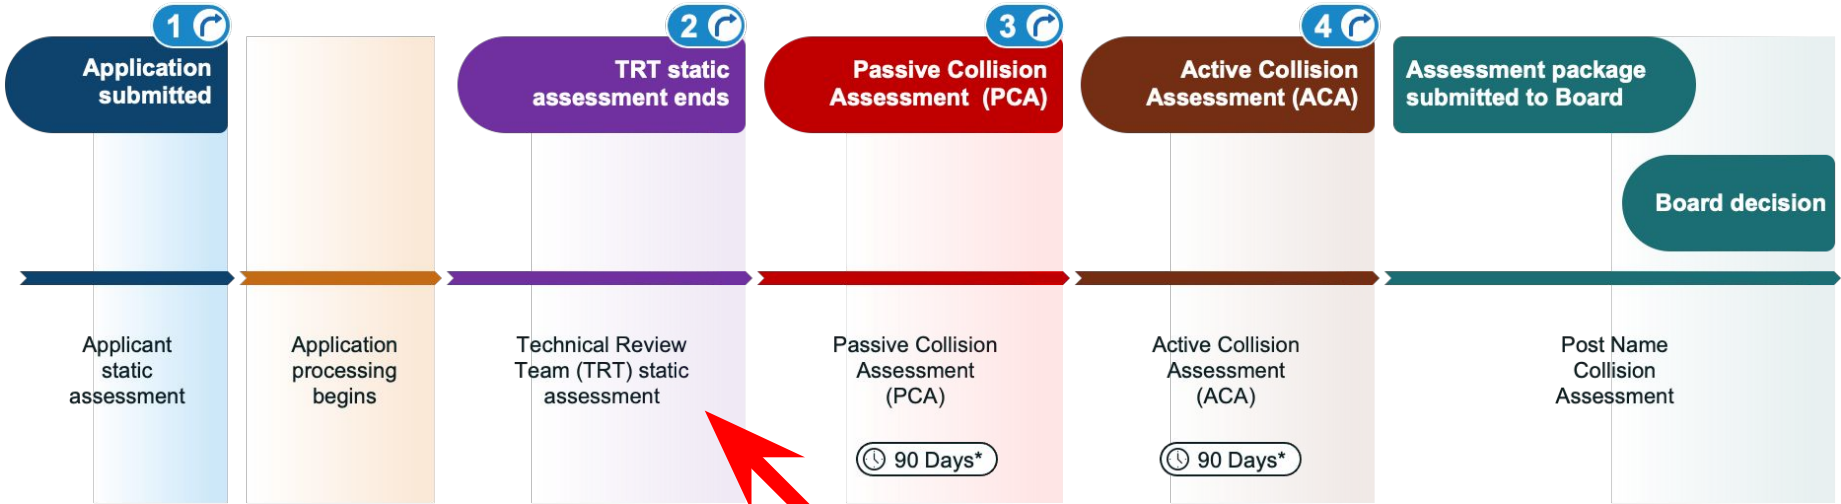 1
2
3
4
Application
submitted
TRT static
assessment ends
Passive Collision
Assessment (PCA)
Active Collision
Assessment (ACA)
Assessment package
submitted to Board
Board decision
Applicant
static
assessment
Application
processing
begins
Technical Review
Team (TRT) static
assessment
Passive Collision
Assessment
(PCA)
90 Days*
Active Collision
Assessment
(ACA)
90 Days*
Post Name
Collision
Assessment